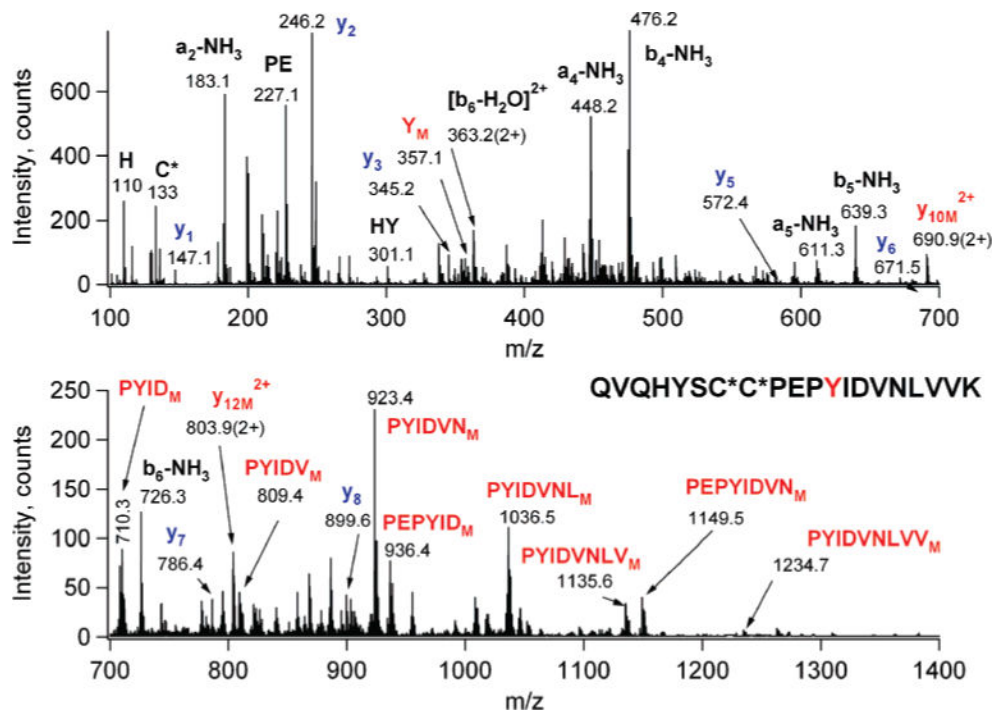 246.2 y2 476.2
a2-NH3 183.1
PE 227.1
a4-NH3 448.2
b4-NH3
[b6-H2O]2+ 363.2(2+)
YM 357.1
y3 345.2
H 110
C* 133
y1 147.1
HY 301.1
y5 572.4
b5-NH3 639.3
a5-NH3 611.3
y6 671.5
y10M2+ 690.9(2+)
Intensity, counts
600
400
200
0
100 200 300 400 500 600 700
m/z
QVQHYSC*C*PEPYIDVNLVVK
PYIDM 710.3
y12M2+ 803.9(2+)
923.4 PYIDVNM
b6-NH3 726.3
PYIDVM 809.4
y7 786.4
y8 899.6
PEPYIDM 936.4
PYIDVNLM 1036.5
PEPYIDVNM 1149.5
PYIDVNLVM 1135.6
PYIDVNLVVM 1234.7
Intensity, counts
250
200
150
100
50
0
700 800 900 1000 1100 1200 1300 1400
m/z